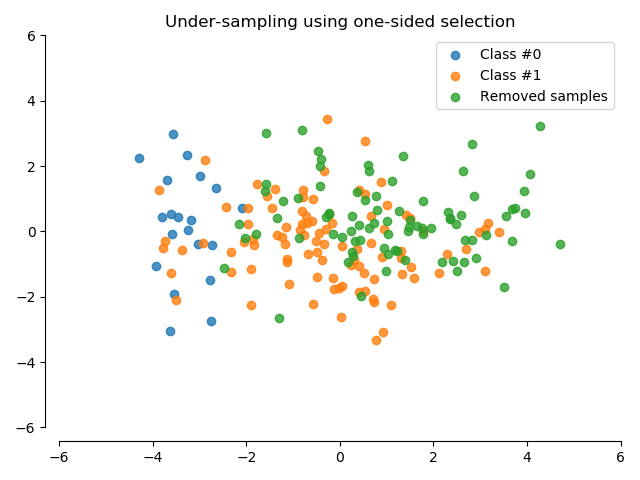 Under-sampling using one-sided selection
Class #0
Class #1
Removed samples
6
4
2
0
−2
−4
−6
−6 −4 −2 0 2 4 6